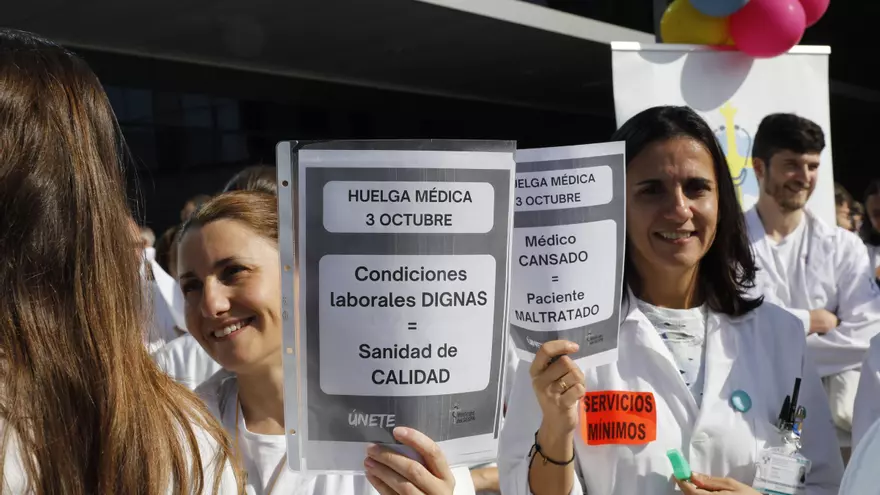 HUELGA MÉDICA
3 OCTUBRE
Condiciones
laborales DIGNAS
=
Sanidad de
CALIDAD
ÚNETE
HUELGA MÉDICA
3 OCTUBRE
Médico
CANSADO
=
Paciente
MALTRATADO
SERVICIOS
MÍNIMOS